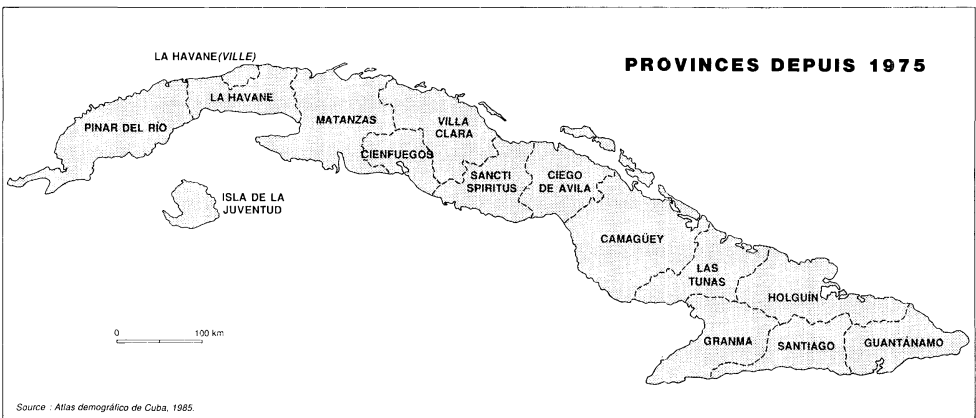 PROVINCES DEPUIS 1975
LA HAVANE (VILLE)
LA HAVANE
PINAR DEL RÍO
MATANZAS
VILLA
CLARA
CIENFUEGOS
SANCTI
SPIRITUS
CIEGO
DE AVILA
ISLA DE LA
JUVENTUD
CAMAGÜEY
LAS
TUNAS
HOLGUÍN
GRANMA
SANTIAGO
GUANTÁNAMO
0 100 km
Source : Atlas demográfico de Cuba, 1985.